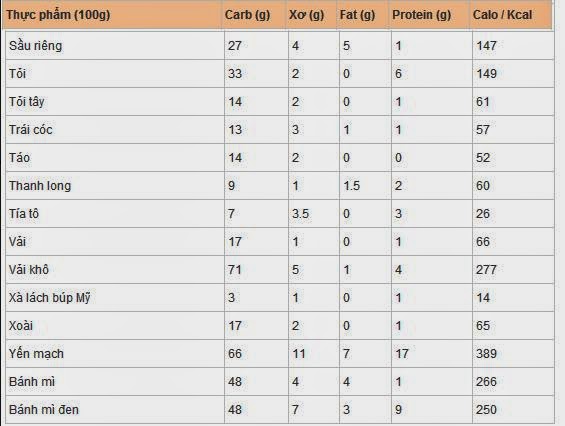 Thực phẩm (100g) Carb (g) Xơ (g) Fat (g) Protein (g) Calo / Kcal
Sầu riêng 27 4 5 1 147
Tỏi 33 2 0 6 149
Tỏi tây 14 2 0 1 61
Trái cóc 13 3 1 1 57
Táo 14 2 0 0 52
Thanh long 9 1 1.5 2 60
Tía tô 7 3.5 0 3 26
Vải 17 1 0 1 66
Vải khô 71 5 1 4 277
Xà lách búp Mỹ 3 1 0 1 14
Xoài 17 2 0 1 65
Yến mạch 66 11 7 17 389
Bánh mì 48 4 4 1 266
Bánh mì đen 48 7 3 9 250